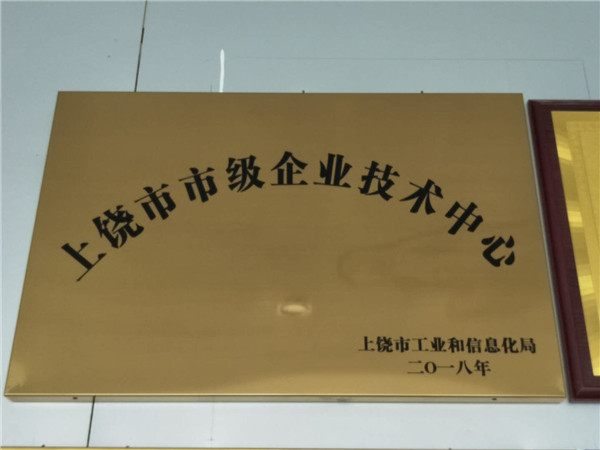 上饶市市级企业技术中心
上饶市工业和信息化局
二O一八年